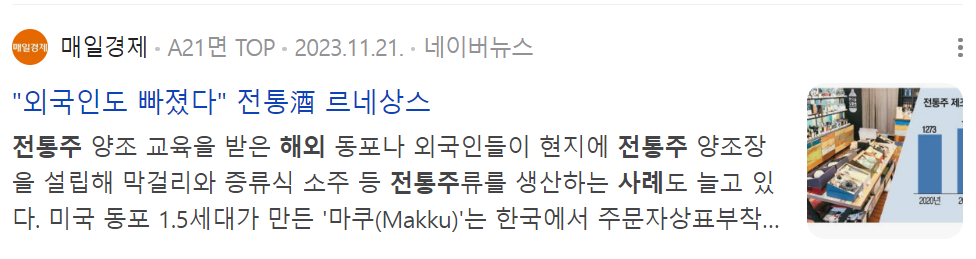 매일경제 매일경제 • A21면 TOP • 2023.11.21. • 네이버뉴스
"외국인도 빠졌다" 전통酒 르네상스
전통주 양조 교육을 받은 해외 동포나 외국인들이 현지에 전통주 양조장
을 설립해 막걸리와 증류식 소주 등 전통주류를 생산하는 사례도 늘고 있
다. 미국 동포 1.5세대가 만든 '마쿠(Makku)'는 한국에서 주문자상표부착...
전통주 제조
1273
2020년